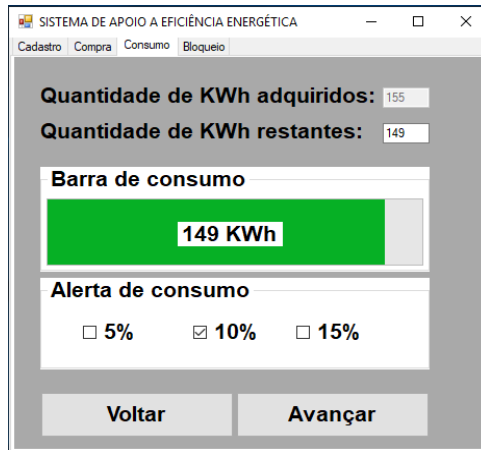 SISTEMA DE APOIO A EFICIÊNCIA ENERGÉTICA
Cadastro Compra Consumo Bloqueio
Quantidade de KWh adquiridos: 155
Quantidade de KWh restantes: 149
Barra de consumo
149 KWh
Alerta de consumo
5% 10% 15%
Voltar Avançar